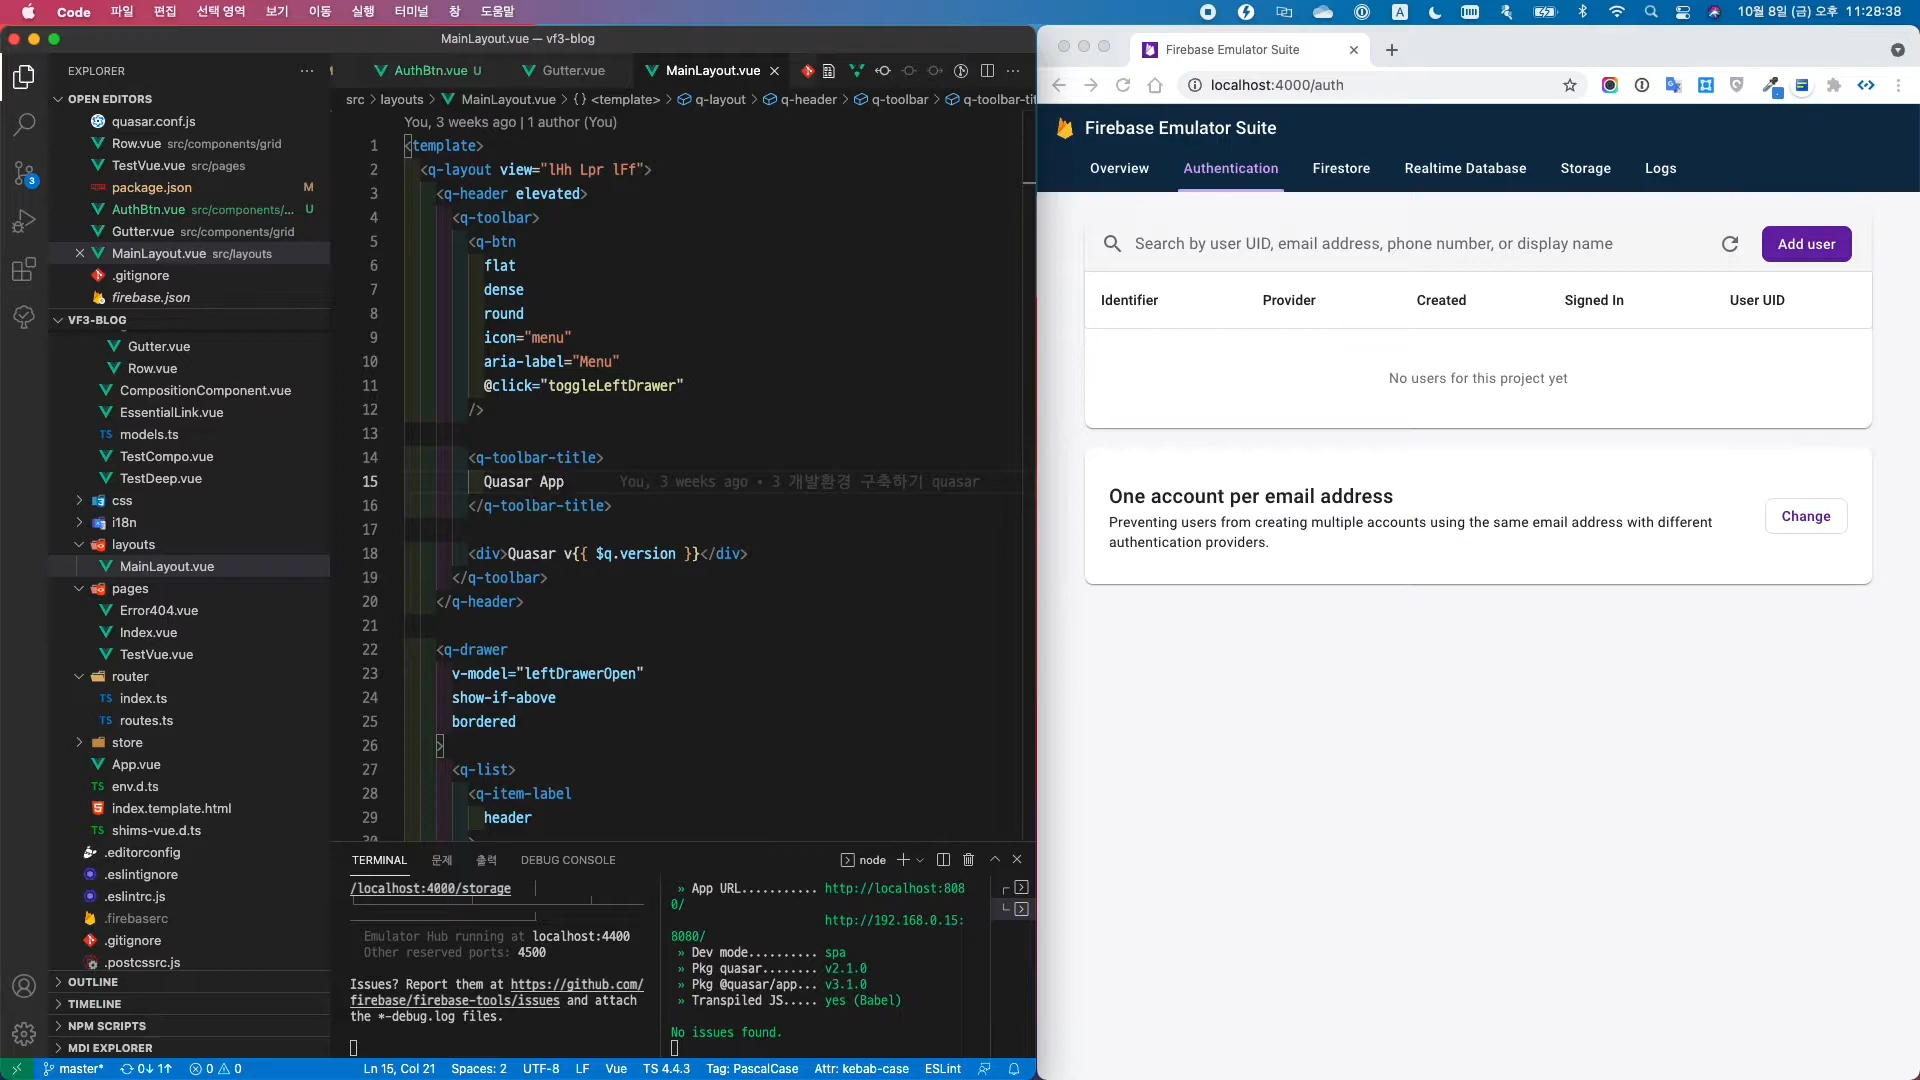 Code 파일 편집 선택 영역 보기 이동 실행 터미널 창 도움말
10월 8일 (금) 오후 11:28:38
MainLayout.vue — vf3-blog
EXPLORER
OPEN EDITORS
quasar.conf.js
Row.vue src/components/grid
TestVue.vue src/pages
package.json M
AuthBtn.vue src/components/... U
Gutter.vue src/components/grid
MainLayout.vue src/layouts
.gitignore
firebase.json
VF3-BLOG
Gutter.vue
Row.vue
CompositionComponent.vue
EssentialLink.vue
TS models.ts
TestCompo.vue
TestDeep.vue
css
i18n
layouts
MainLayout.vue
pages
Error404.vue
Index.vue
TestVue.vue
router
TS index.ts
TS routes.ts
store
App.vue
TS env.d.ts
index.template.html
TS shims-vue.d.ts
.editorconfig
.eslintignore
.eslintrc.js
.firebaserc
.gitignore
.postcssrc.js
OUTLINE
TIMELINE
NPM SCRIPTS
MDI EXPLORER
3
AuthBtn.vue U
Gutter.vue
MainLayout.vue
src > layouts > MainLayout.vue > {} <template> > q-layout > q-header > q-toolbar > q-toolbar-tit
You, 3 weeks ago | 1 author (You)
1 <template>
2 <q-layout view="lHh Lpr lFf">
3 <q-header elevated>
4 <q-toolbar>
5 <q-btn
6 flat
7 dense
8 round
9 icon="menu"
10 aria-label="Menu"
11 @click="toggleLeftDrawer"
12 />
13
14 <q-toolbar-title>
15 Quasar App You, 3 weeks ago • 3 개발환경 구축하기 quasar
16 </q-toolbar-title>
17
18 <div>Quasar v{{ $q.version }}</div>
19 </q-toolbar>
20 </q-header>
21
22 <q-drawer
23 v-model="leftDrawerOpen"
24 show-if-above
25 bordered
26 >
27 <q-list>
28 <q-item-label
29 header
30 >
TERMINAL 문제 출력 DEBUG CONSOLE
node
/localhost:4000/storage
Emulator Hub running at localhost:4400
Other reserved ports: 4500
Issues? Report them at https://github.com/
firebase/firebase-tools/issues and attach
the *-debug.log files.
» App URL........... http://localhost:808
0/
http://192.168.0.15:
8080/
» Dev mode.......... spa
» Pkg quasar........ v2.1.0
» Pkg @quasar/app... v3.1.0
» Transpiled JS..... yes (Babel)
No issues found.
master* 0↓ 1↑ 0 0
Ln 15, Col 21 Spaces: 2 UTF-8 LF Vue TS 4.4.3 Tag: PascalCase Attr: kebab-case ESLint
Firebase Emulator Suite
localhost:4000/auth
Firebase Emulator Suite
Overview Authentication Firestore Realtime Database Storage Logs
Search by user UID, email address, phone number, or display name
Add user
Identifier Provider Created Signed In User UID
No users for this project yet
One account per email address
Preventing users from creating multiple accounts using the same email address with different
authentication providers.
Change